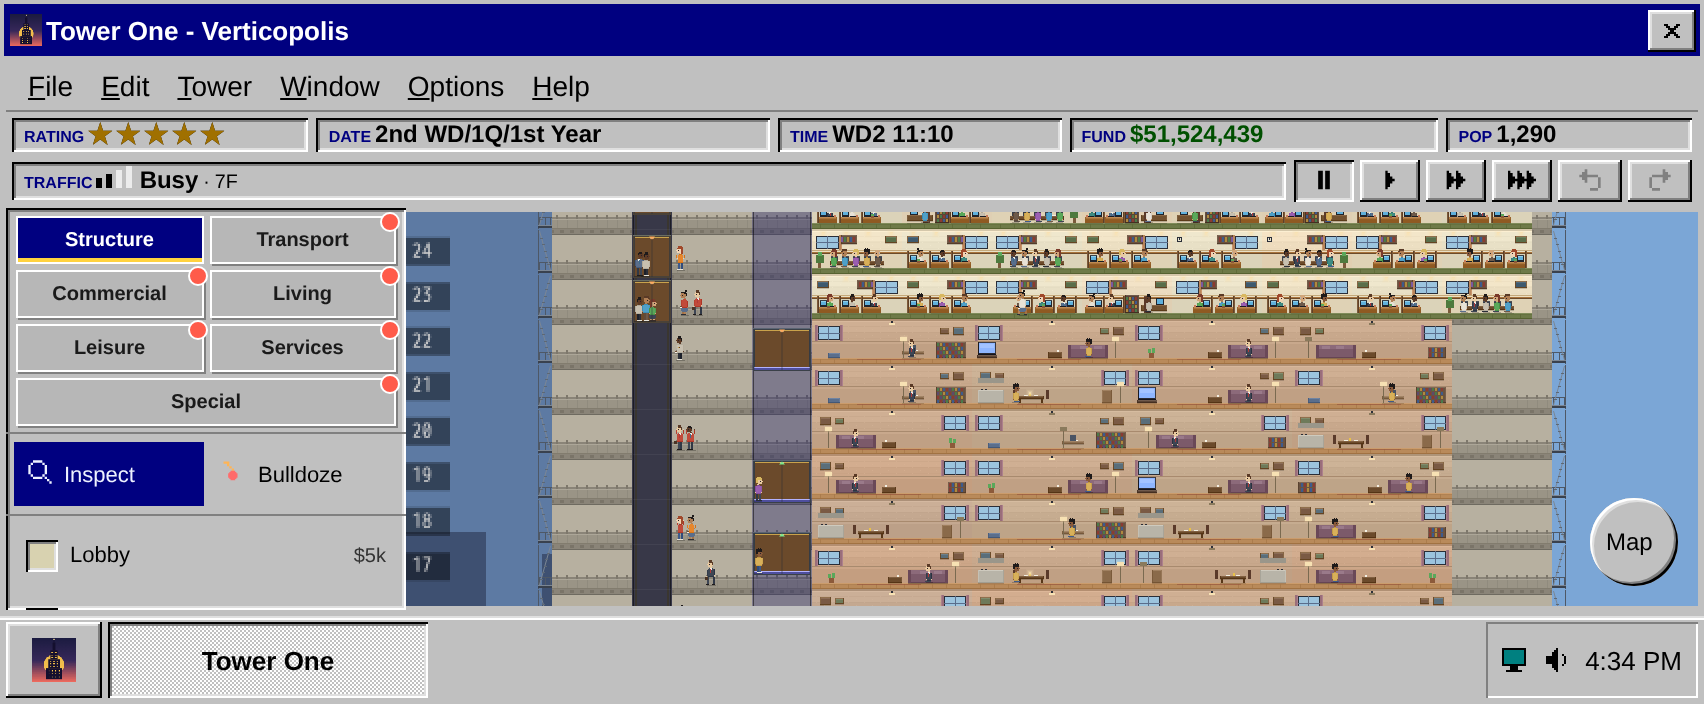 Tower One - Verticopolis
File Edit Tower Window Options Help
RATING DATE 2nd WD/1Q/1st Year TIME WD2 11:10 FUND $51,524,439 POP 1,290
TRAFFIC Busy · 7F
Structure Transport
Commercial Living
Leisure Services
Special
Inspect Bulldoze
Lobby $5k
24
23
22
21
20
19
18
17
Map
Tower One 4:34 PM